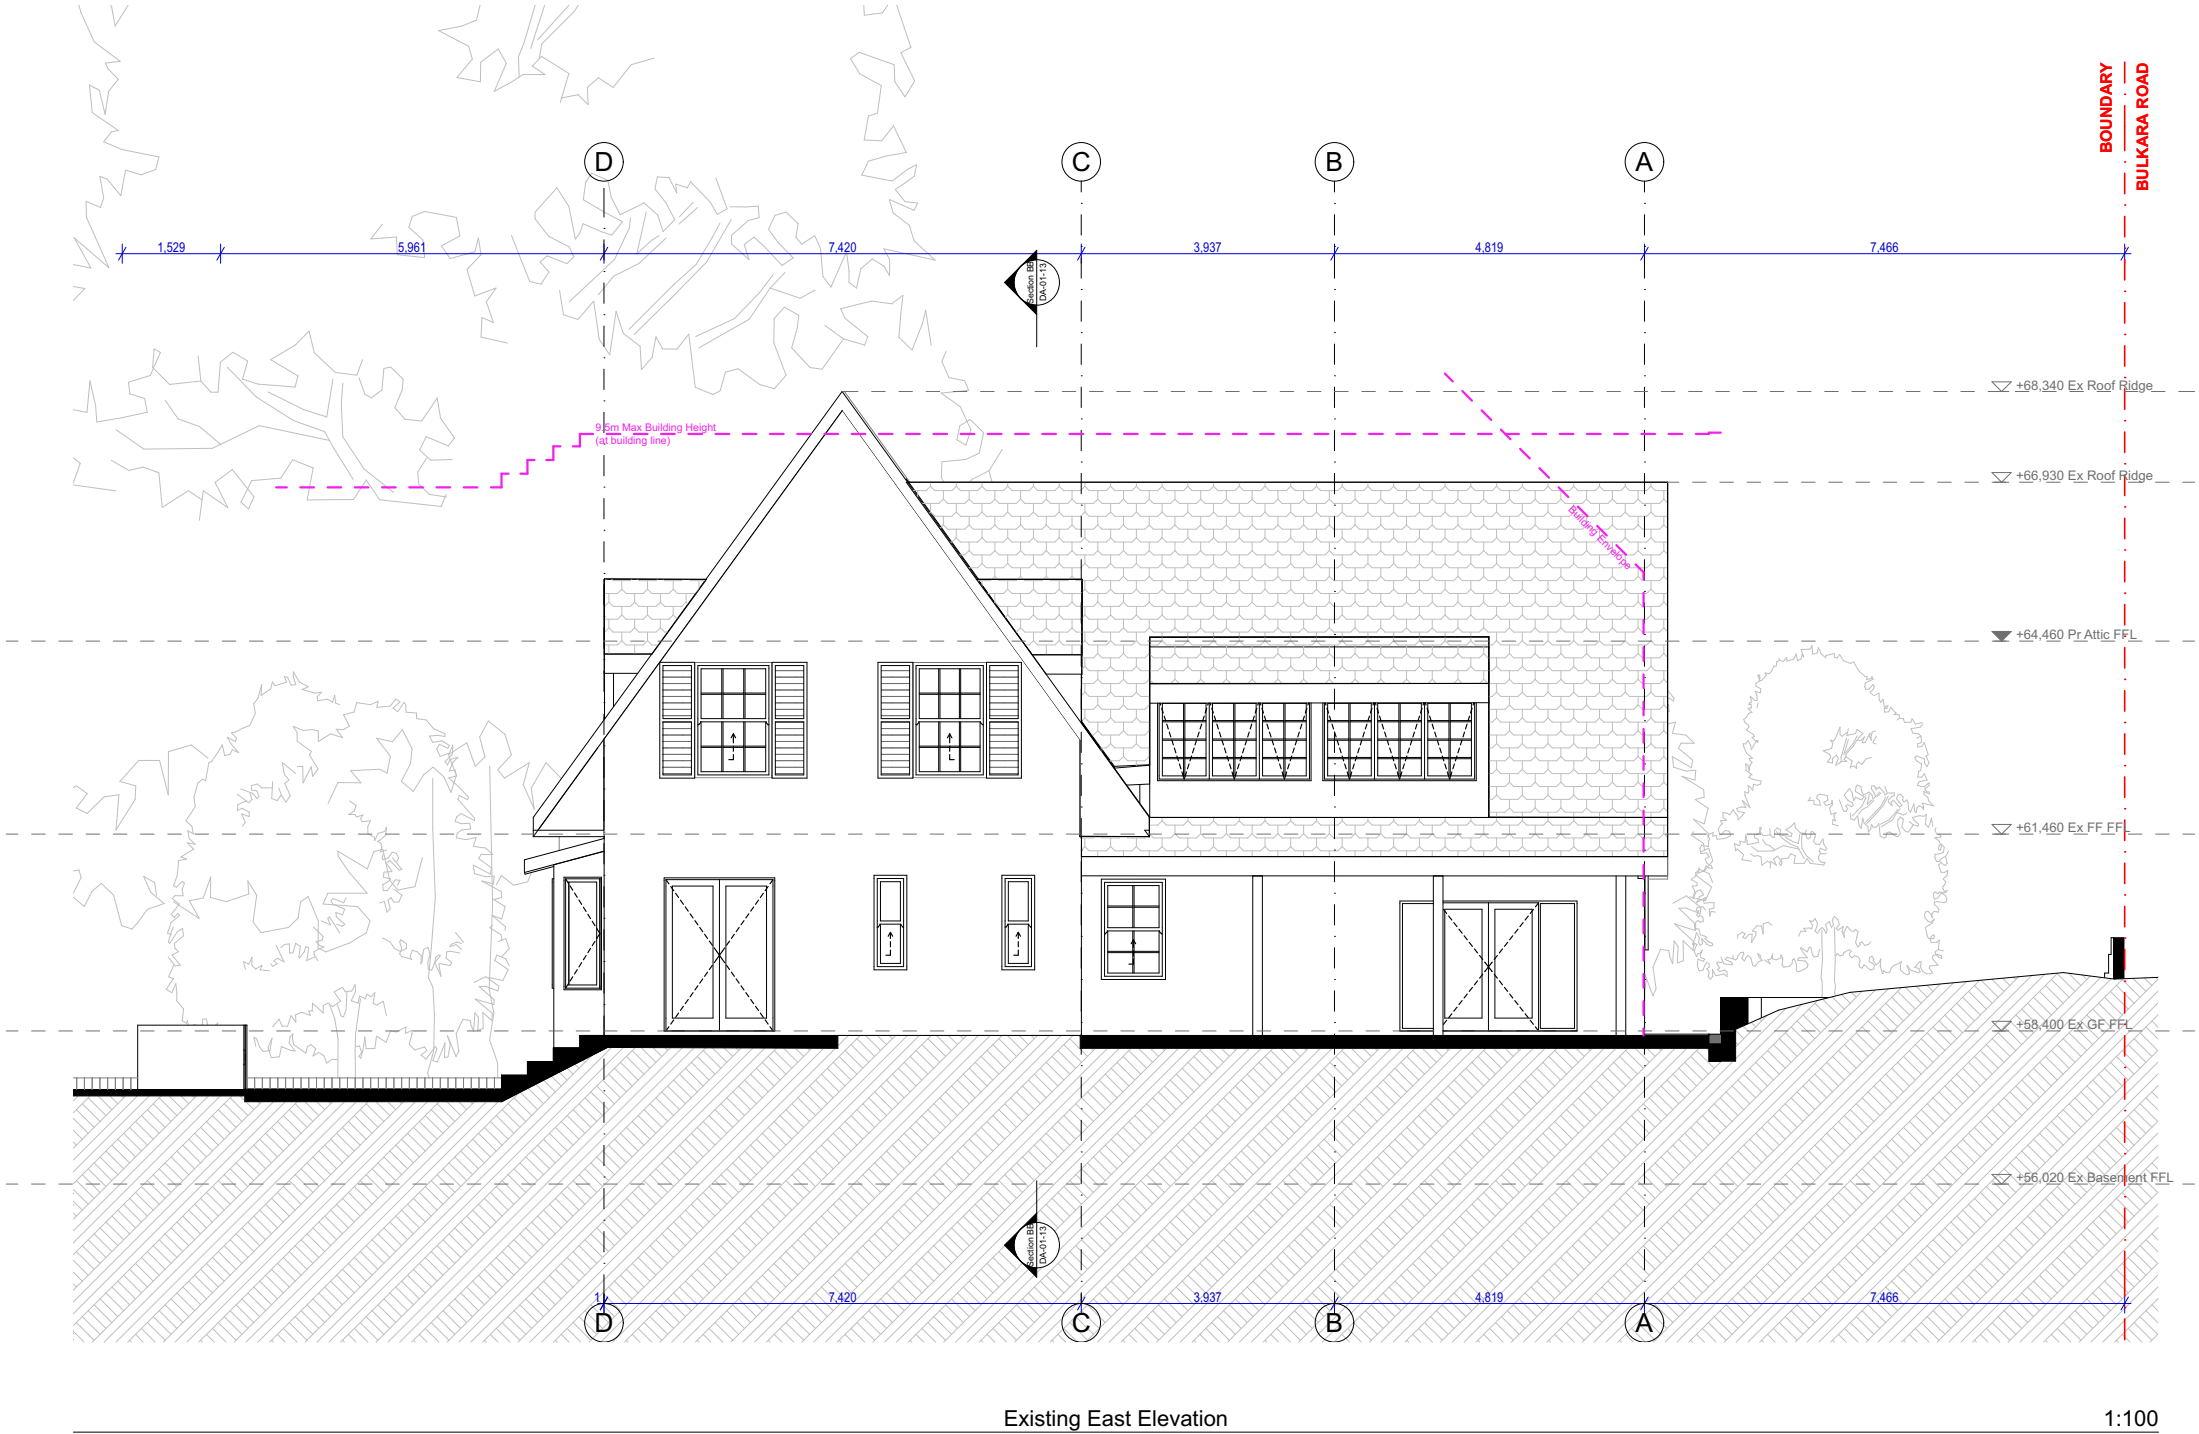 BOUNDARY
BULKARA ROAD
D
C
B
A
1,529
5,961
7,420
3,937
4,819
7,466
Section BB
DA-01-13
+68,340 Ex Roof Ridge
9.5m Max Building Height
(at building line)
+66,930 Ex Roof Ridge
Building Envelope
+64,460 Pr Attic FFL
+61,460 Ex FF FFL
+58,400 Ex GF FFL
+56,020 Ex Basement FFL
Section BB
DA-01-13
1
7,420
3,937
4,819
7,466
D
C
B
A
Existing East Elevation
1:100